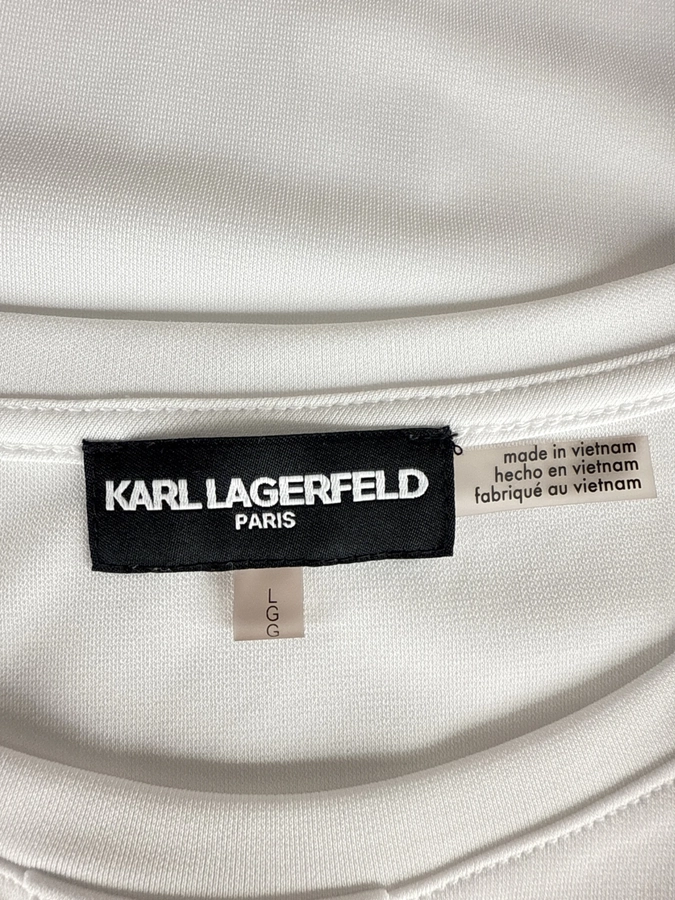 KARL LAGERFELD
PARIS
made in vietnam
hecho en vietnam
fabriqué au vietnam
L
G
G